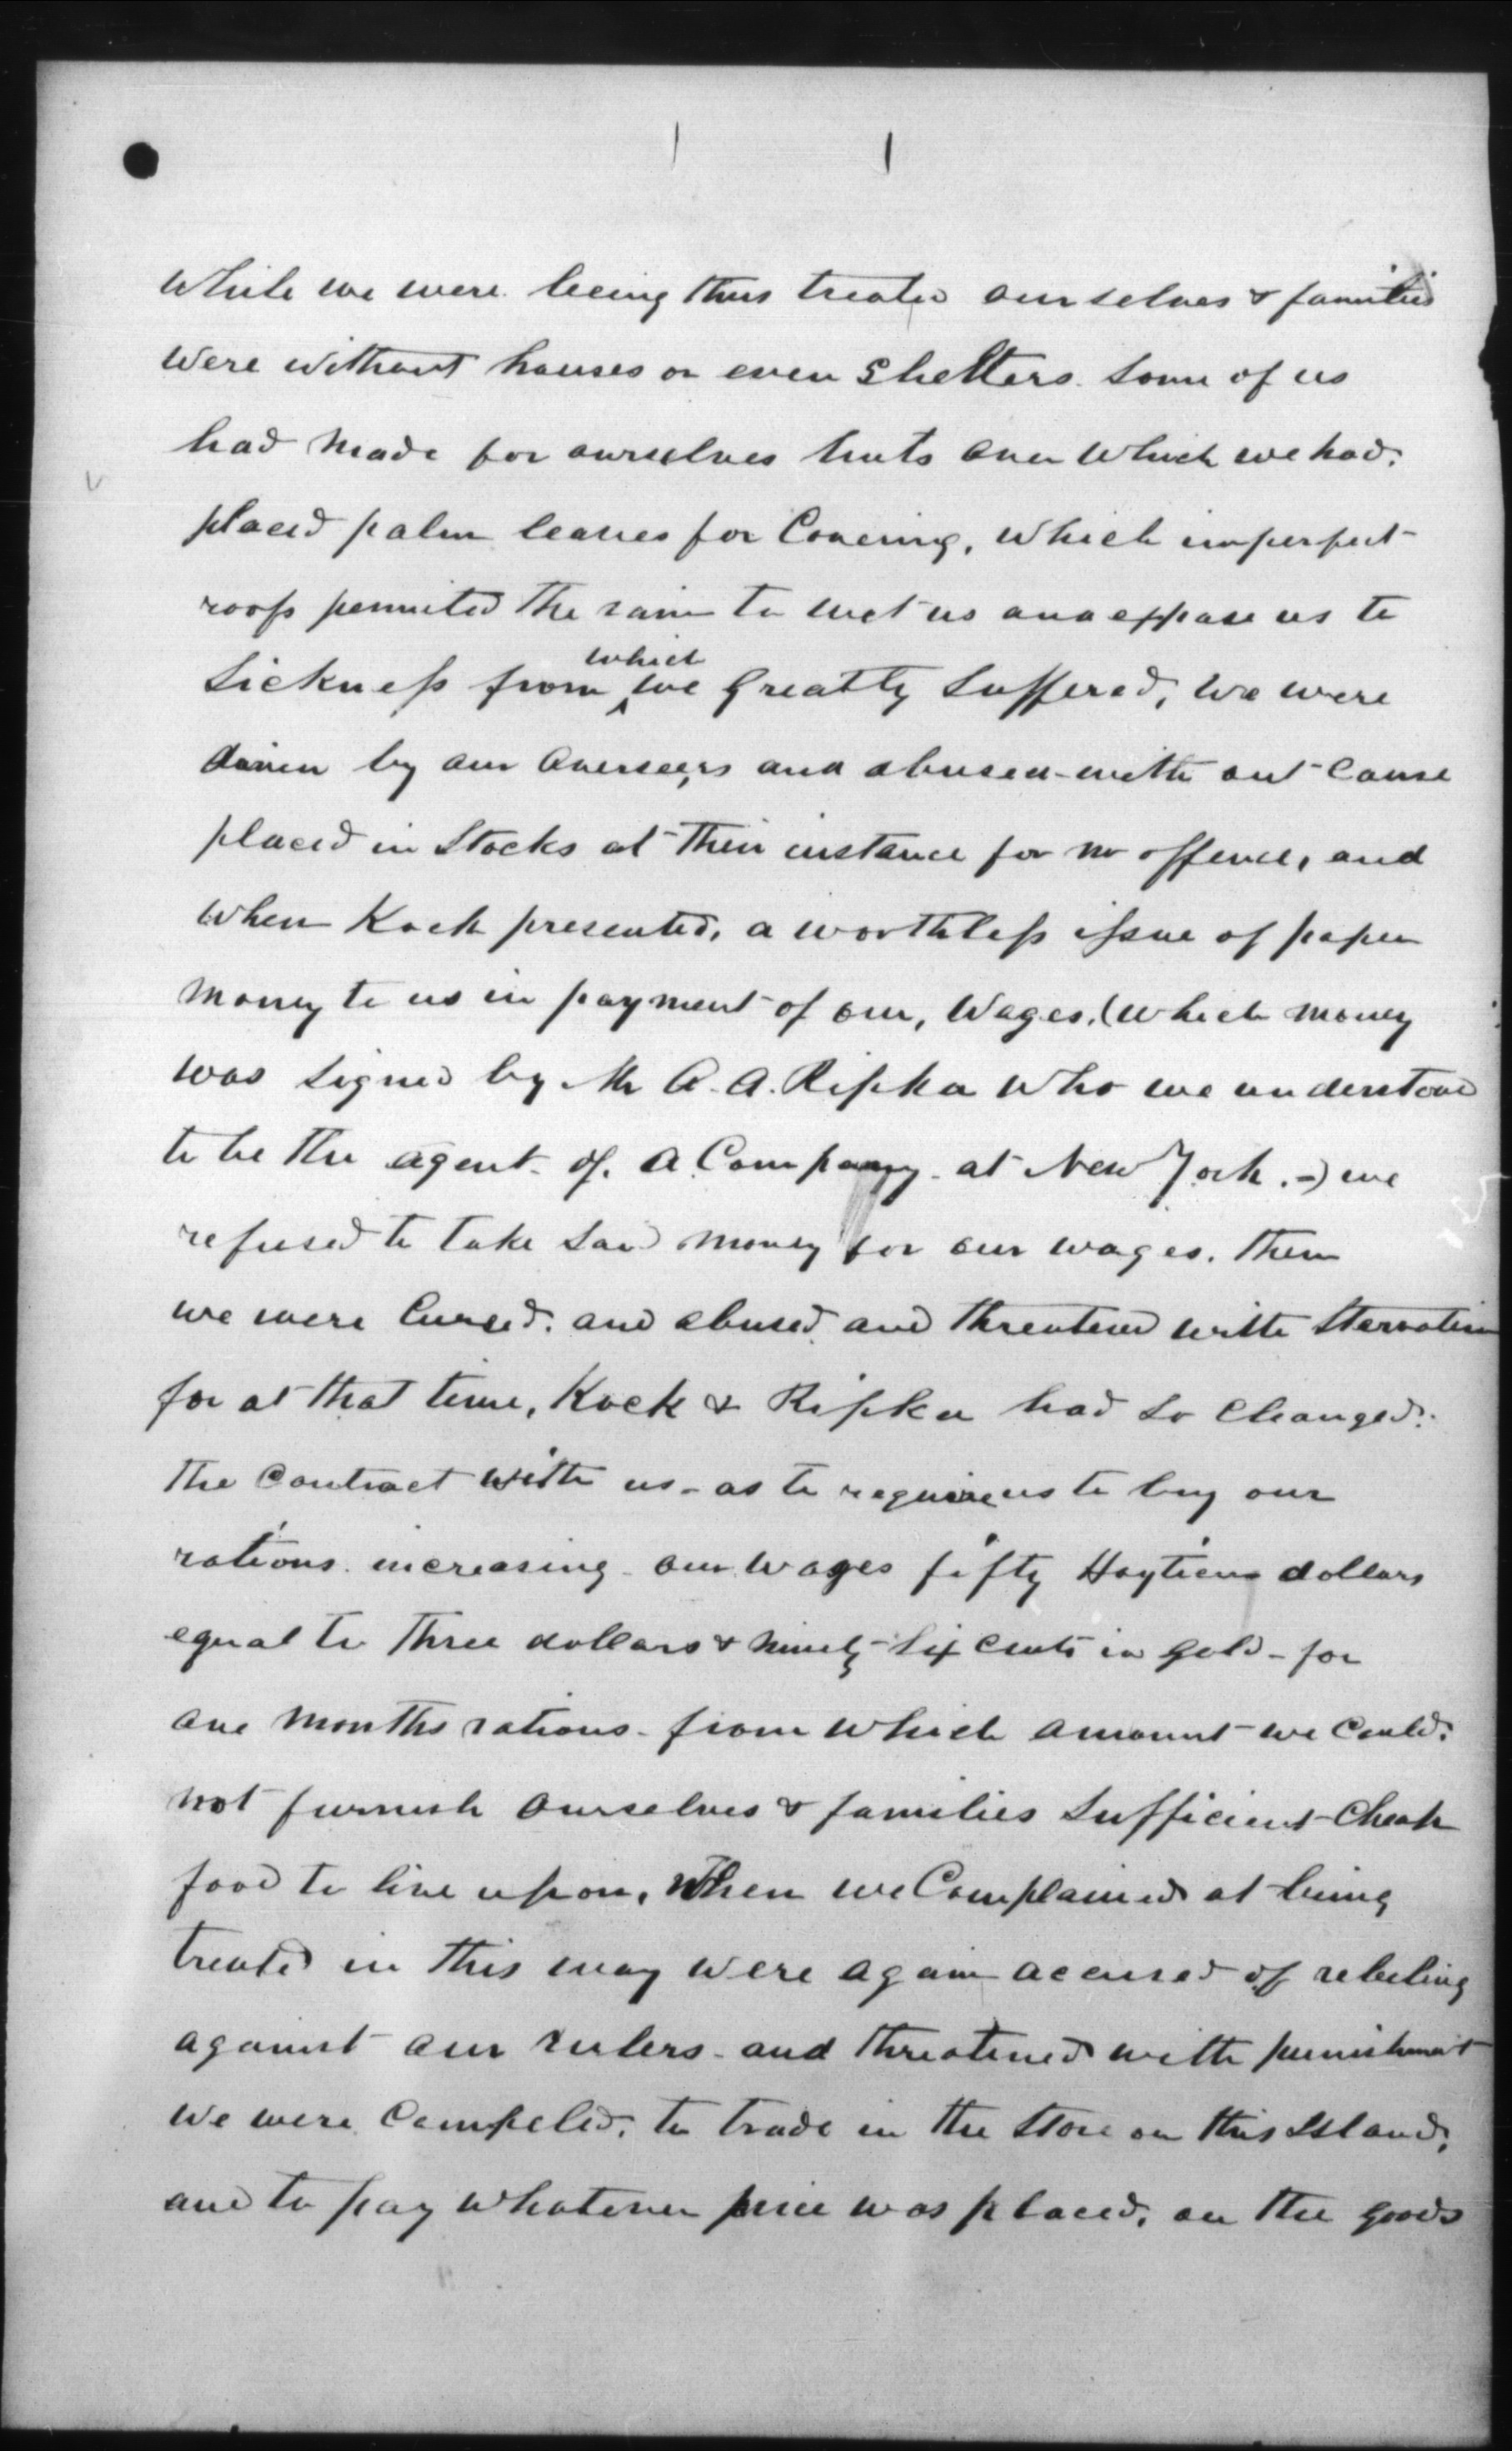 While we were being thus treated ourselves & families
were without houses or even Shelters. Some of us
had made for ourselves huts over which we had.
placed palm leaves for Covering, which imperfect
roofs permited the rain to wet us and expose us to
Sickness from which we greatly Suffered, we were
driven by our Overseers and abused without Cause
placed in Stocks at their instance for no offence, and
when Kock presented, a worthless issue of paper
money to us in payment of our, Wages, (which money
was Signed by Mr A. A. Ripka who we understood
to be the agent of. a Company at New York.-) we
refused to take Said money for our wages. Then
we were Cursed. and abused and threatened with Starvation
for at that time, Kock & Ripka had So Changed.
the Contract with us - as to require us to buy our
rations. increasing our wages fifty Haytiens dollars
equal to three dollars & ninety Six Cents in gold - for
one months rations - from which amount we Could.
not furnish ourselves & families Sufficient Cheap
food to live upon, When we Complained at being
treated in this way were again accused of rebeling
against our rulers - and threatened with punishment
We were Compeled. to trade in the Store on this Island,
and to pay whatever price was placed, on the goods